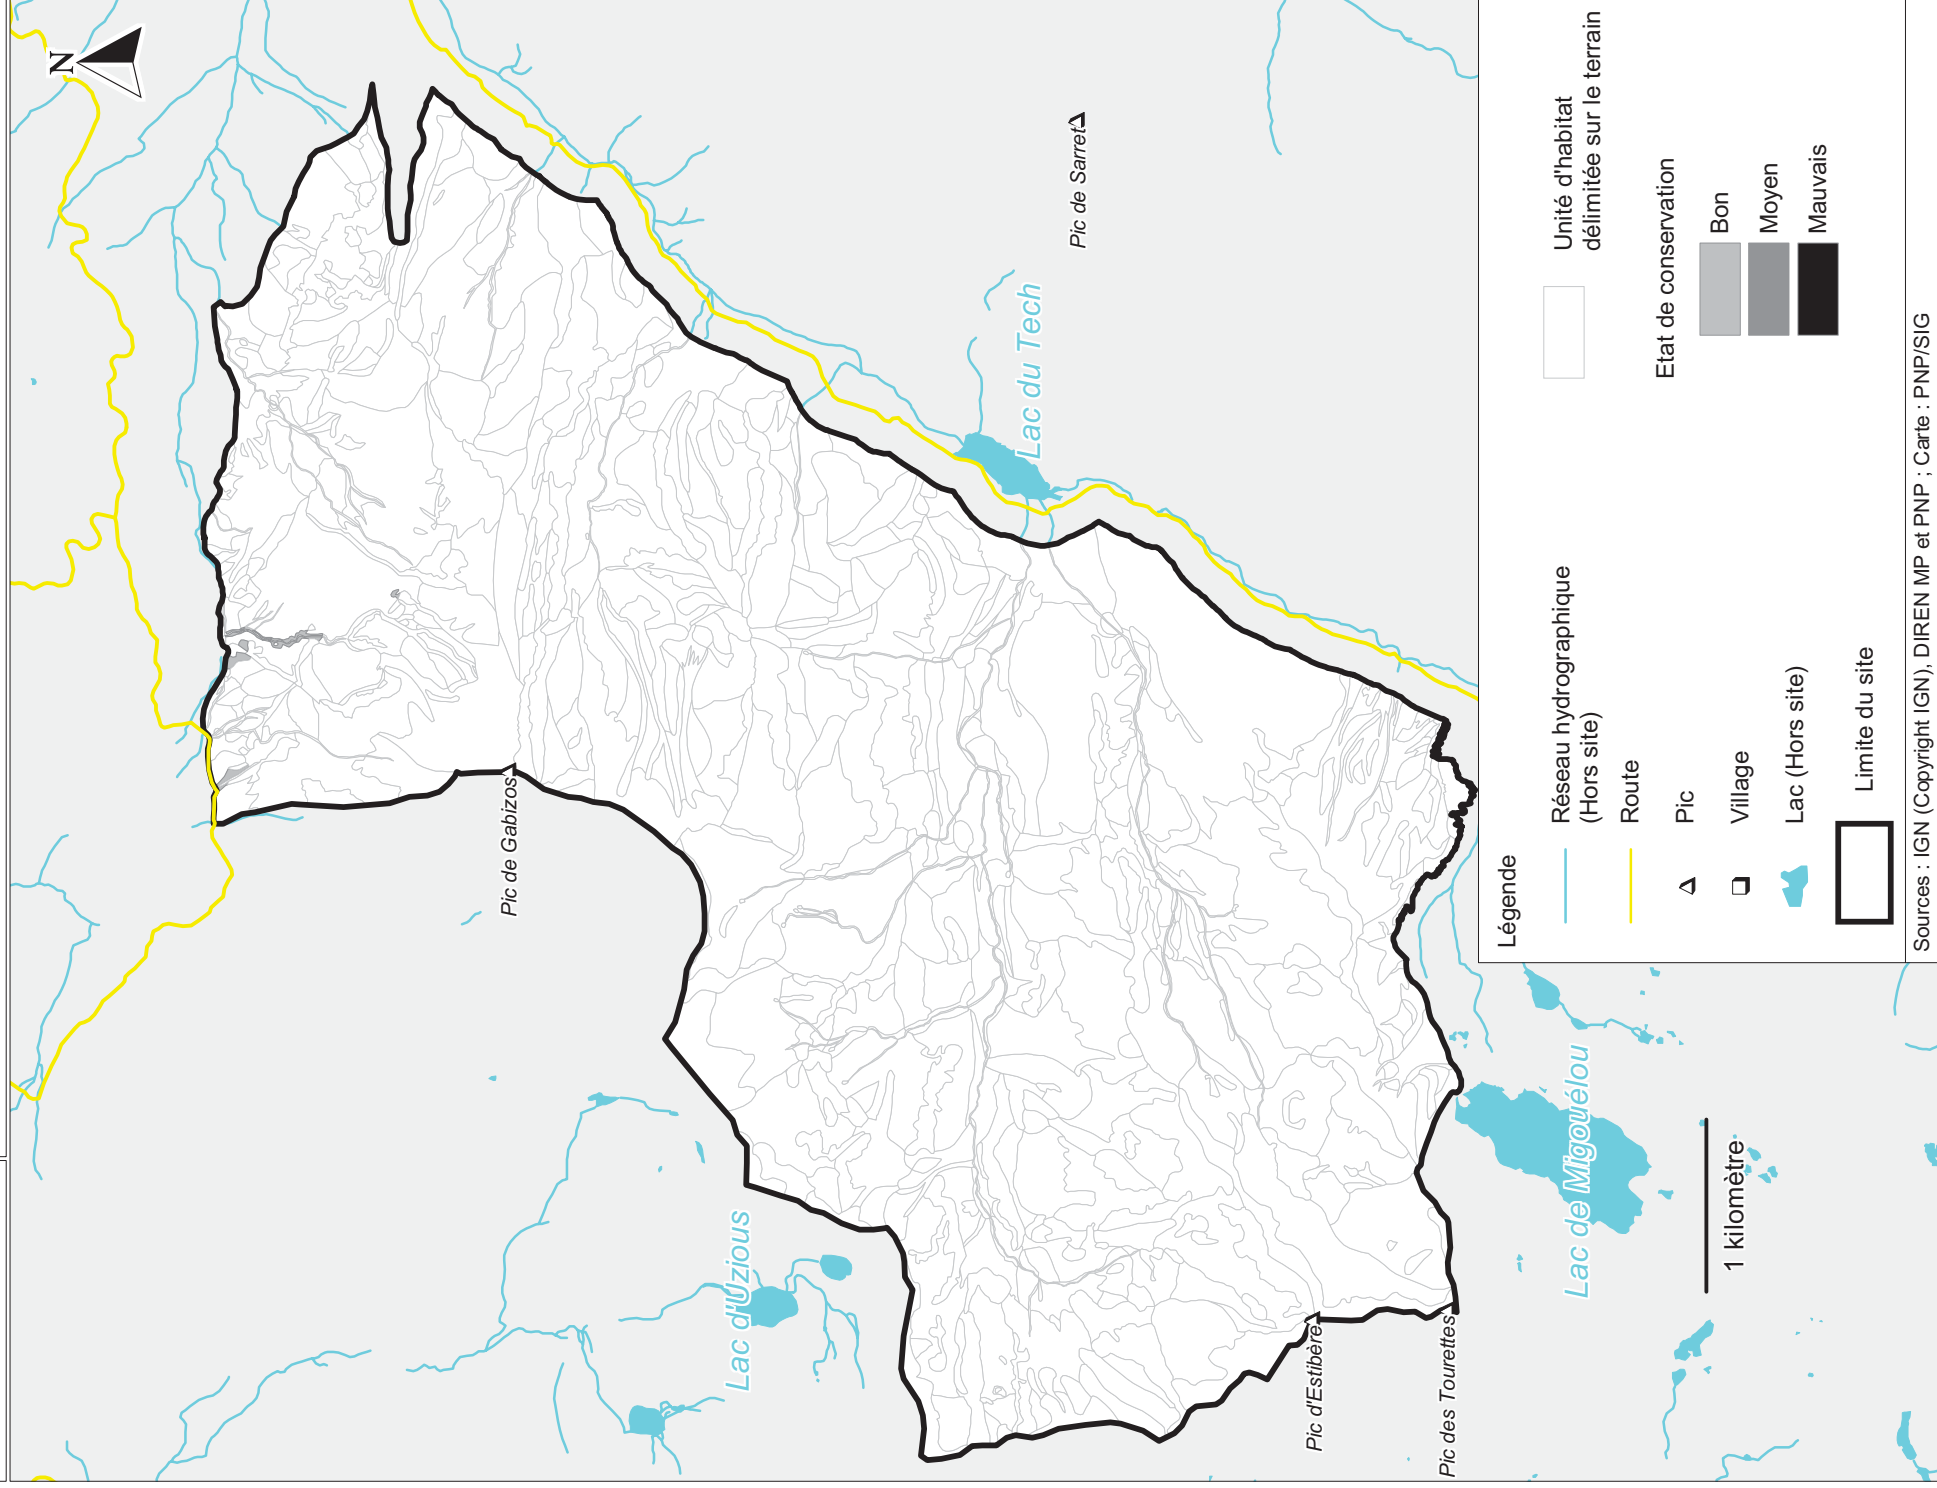 N
Pic de Sarret
Lac du Tech
Pic de Gabizos
Lac d'Uzious
Pic d'Estibère
Pic des Tourettes
Lac de Migouélou
1 kilomètre
Légende
Réseau hydrographique
(Hors site)
Route
Pic
Village
Lac (Hors site)
Limite du site
Unité d'habitat
délimitée sur le terrain
Etat de conservation
Bon
Moyen
Mauvais
Sources : IGN (Copyright IGN), DIREN MP et PNP ; Carte : PNP/SIG